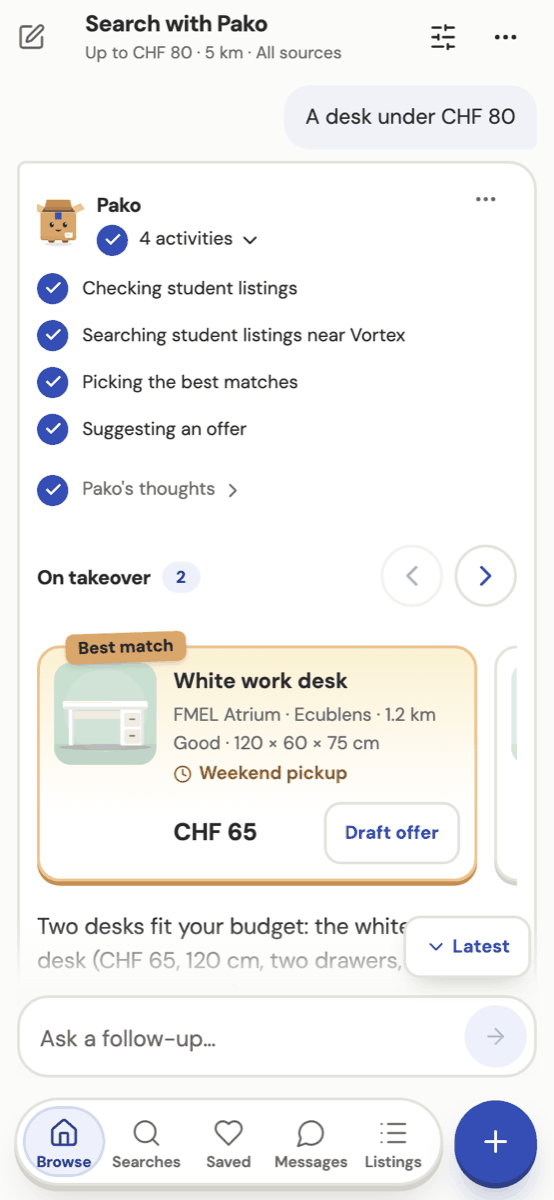 Search with Pako
Up to CHF 80 · 5 km · All sources
A desk under CHF 80
Pako
4 activities
Checking student listings
Searching student listings near Vortex
Picking the best matches
Suggesting an offer
Pako's thoughts
On takeover 2
Best match
White work desk
FMEL Atrium · Ecublens · 1.2 km
Good · 120 × 60 × 75 cm
Weekend pickup
CHF 65
Draft offer
Two desks fit your budget: the white
desk (CHF 65, 120 cm, two drawers,
Latest
Ask a follow-up...
Browse
Searches
Saved
Messages
Listings